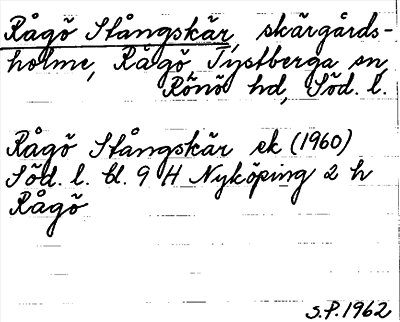 Rågö Stångskär, skärgårds-
holme, Rågö Tystberga sn,
Rönö hd, Söd. l.
Rågö Stångskär ek (1960)
Söd. l. bl. 9 H Nyköping 2 h
Rågö
S.P. 1962